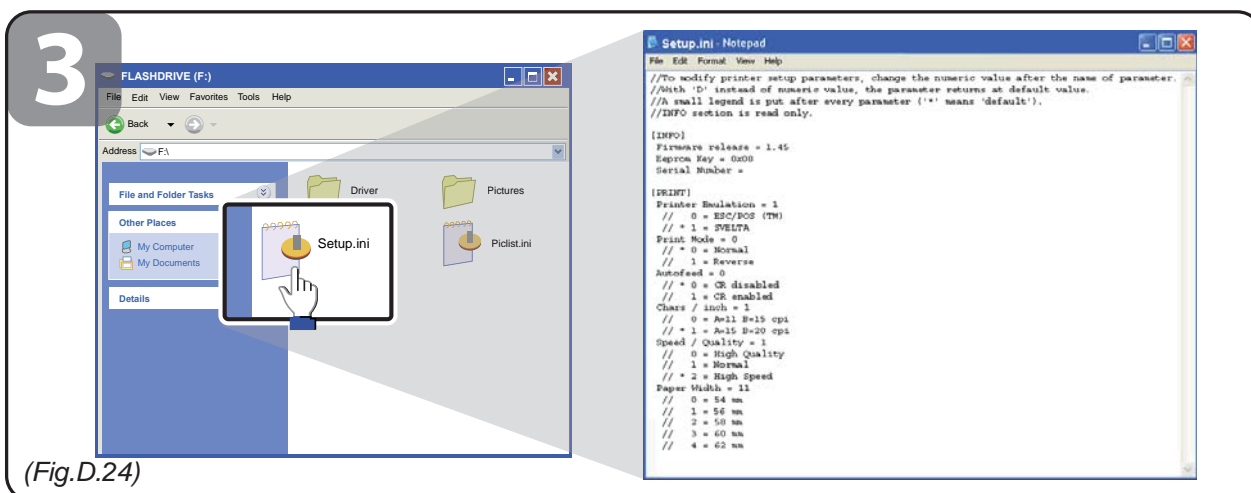 3
FLASHDRIVE (F:)
File Edit View Favorites Tools Help
Back
Address F:\
File and Folder Tasks
Other Places
My Computer
My Documents
Details
Driver
Pictures
Setup.ini
Piclist.ini
(Fig.D.24)
Setup.ini - Notepad
File Edit Format View Help
//To modify printer setup parameters, change the numeric value after the name of parameter.
//With 'D' instead of numeric value, the parameter returns at default value.
//A small legend is put after every parameter ('*' means 'default').
//INFO section is read only.
[INFO]
Firmware release = 1.45
Eeprom Key = 0x00
Serial Number =
[PRINT]
Printer Emulation = 1
// 0 = ESC/POS (TM)
// * 1 = SVELTA
Print Mode = 0
// * 0 = Normal
// 1 = Reverse
Autofeed = 0
// * 0 = CR disabled
// 1 = CR enabled
Chars / inch = 1
// 0 = A=11 B=15 cpi
// * 1 = A=15 B=20 cpi
Speed / Quality = 1
// 0 = High Quality
// 1 = Normal
// * 2 = High Speed
Paper Width = 11
// 0 = 54 mm
// 1 = 56 mm
// 2 = 58 mm
// 3 = 60 mm
// 4 = 62 mm